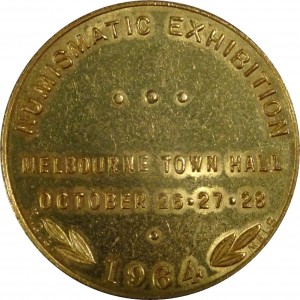 NUMISMATIC EXHIBITION
MELBOURNE TOWN HALL
OCTOBER 26·27·28
1964